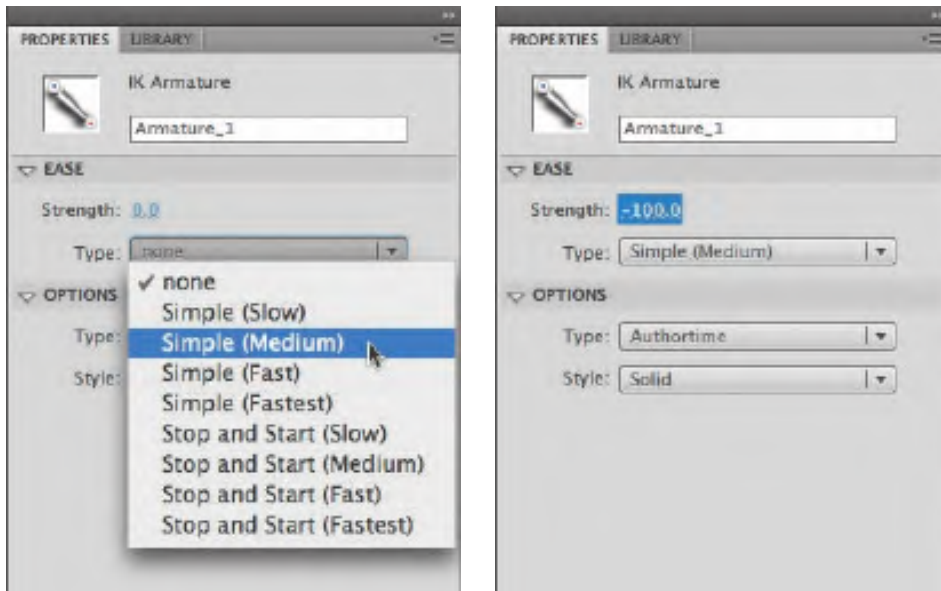 PROPERTIES LIBRARY
IK Armature
Armature_1
EASE
Strength: 0.0
Type: none
none
Simple (Slow)
Simple (Medium)
Simple (Fast)
Simple (Fastest)
Stop and Start (Slow)
Stop and Start (Medium)
Stop and Start (Fast)
Stop and Start (Fastest)
OPTIONS
Type:
Style:
PROPERTIES LIBRARY
IK Armature
Armature_1
EASE
Strength: -100.0
Type: Simple (Medium)
OPTIONS
Type: Authortime
Style: Solid